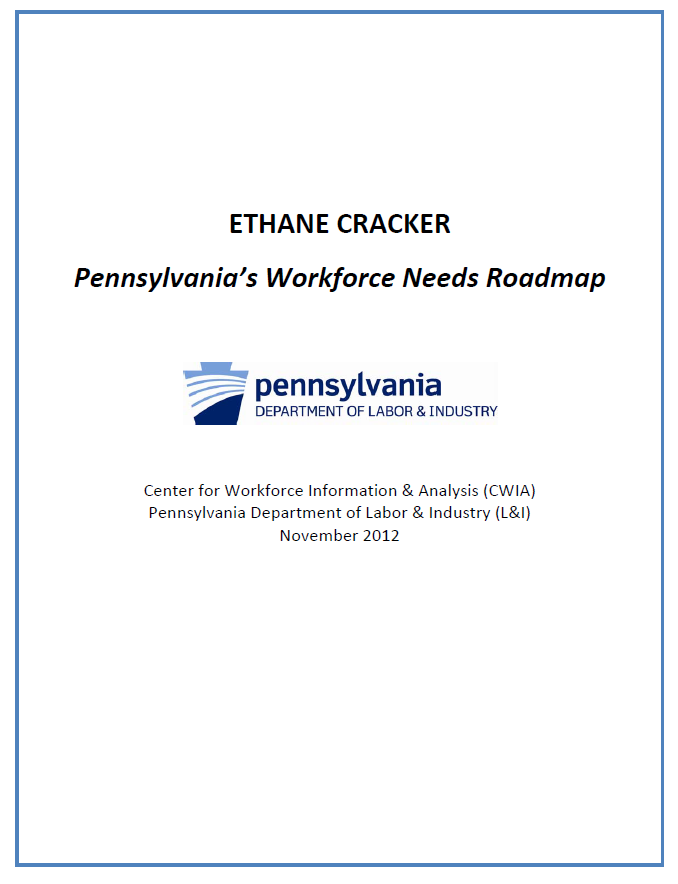 ETHANE CRACKER
Pennsylvania’s Workforce Needs Roadmap
pennsylvania
DEPARTMENT OF LABOR & INDUSTRY
Center for Workforce Information & Analysis (CWIA)
Pennsylvania Department of Labor & Industry (L&I)
November 2012